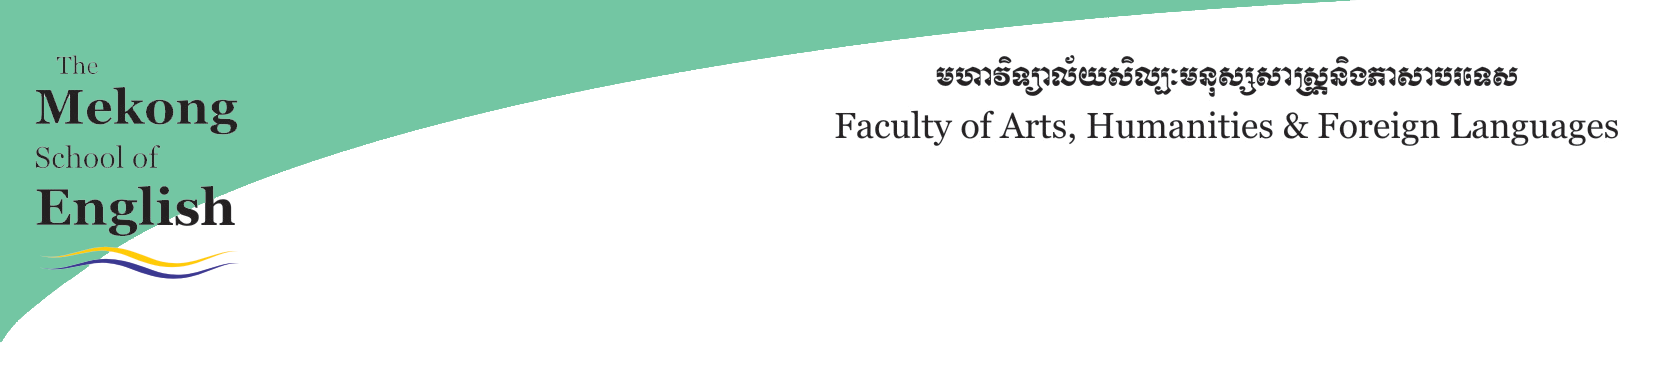 The
Mekong
School of
English
មហាវិទ្យាល័យសិល្បៈមនុស្សសាស្ត្រនិងភាសាបរទេស
Faculty of Arts, Humanities & Foreign Languages